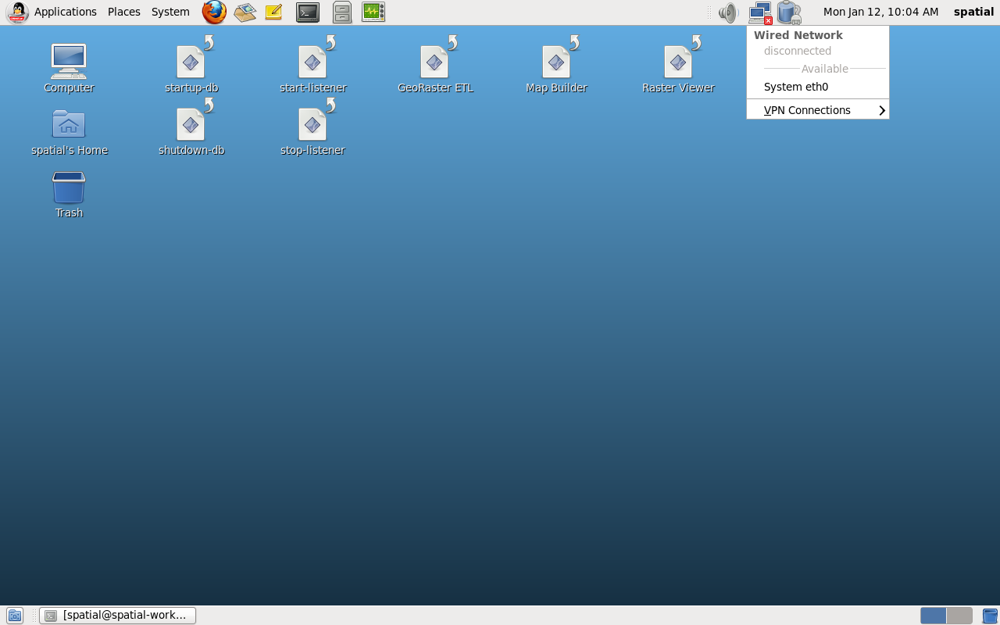 Applications Places System Mon Jan 12, 10:04 AM spatial
Wired Network
disconnected
Available
System eth0
VPN Connections
Computer startup-db start-listener GeoRaster ETL Map Builder Raster Viewer
spatial's Home shutdown-db stop-listener
Trash
[spatial@spatial-work...